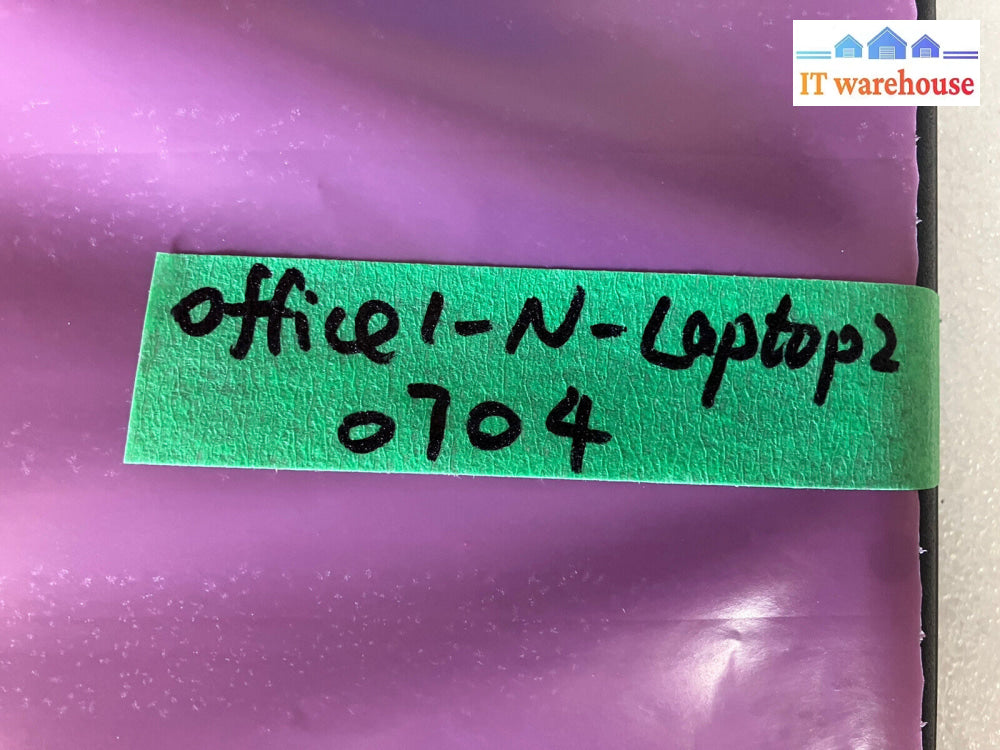 IT warehouse
office1-N-Laptop2
0704